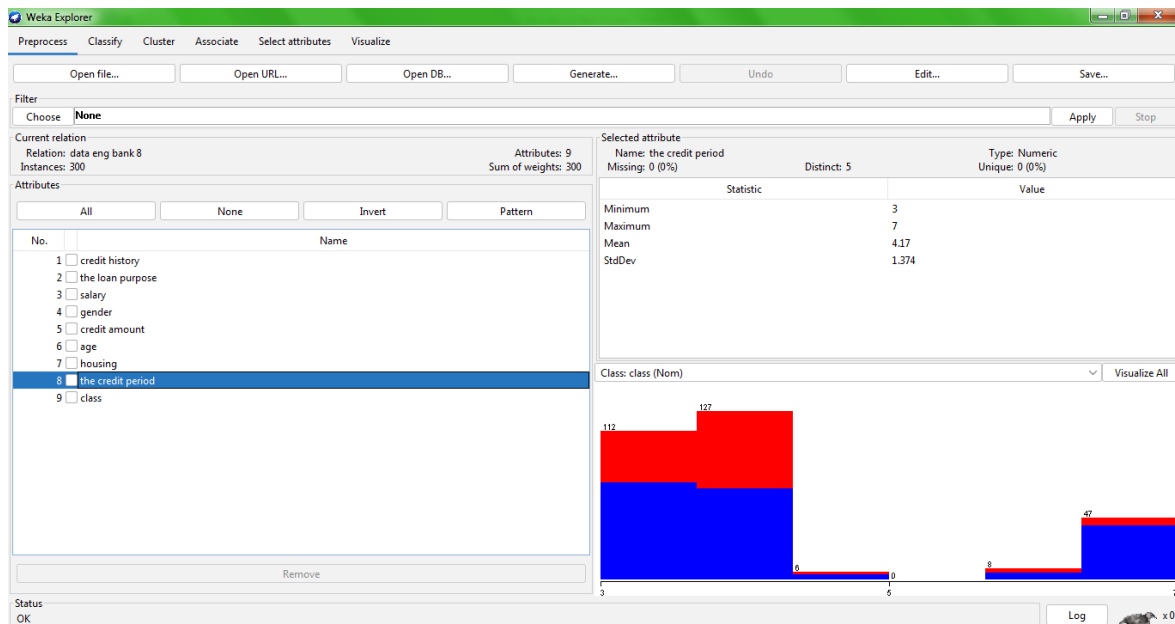 Weka Explorer
Preprocess Classify Cluster Associate Select attributes Visualize
Open file... Open URL... Open DB... Generate... Undo Edit... Save...
Filter
Choose None Apply Stop
Current relation
Relation: data eng bank 8 Attributes: 9
Instances: 300 Sum of weights: 300
Attributes
All None Invert Pattern
No. Name
1 credit history
2 the loan purpose
3 salary
4 gender
5 credit amount
6 age
7 housing
8 the credit period
9 class
Remove
Selected attribute
Name: the credit period Type: Numeric
Missing: 0 (0%) Distinct: 5 Unique: 0 (0%)
Statistic Value
Minimum 3
Maximum 7
Mean 4.17
StdDev 1.374
Class: class (Nom) Visualize All
112 127 6 0 8 47
3 5 7
Status
OK
Log x 0